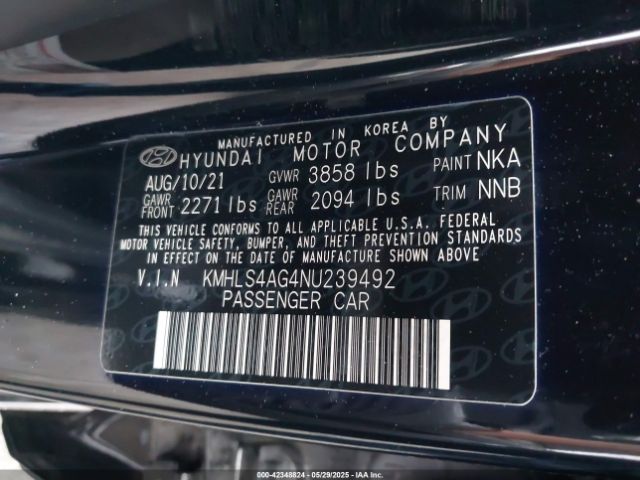 MANUFACTURED IN KOREA BY
HYUNDAI MOTOR COMPANY
AUG/10/21 GVWR 3858 lbs PAINT NKA
GAWR FRONT 2271 lbs GAWR REAR 2094 lbs TRIM NNB
THIS VEHICLE CONFORMS TO ALL APPLICABLE U.S.A. FEDERAL
MOTOR VEHICLE SAFETY, BUMPER, AND THEFT PREVENTION STANDARDS
IN EFFECT ON THE DATE OF MANUFACTURE SHOWN ABOVE
V.I.N KMHLS4AG4NU239492
PASSENGER CAR
000-42348824 - 05/29/2025 - IAAI.COM